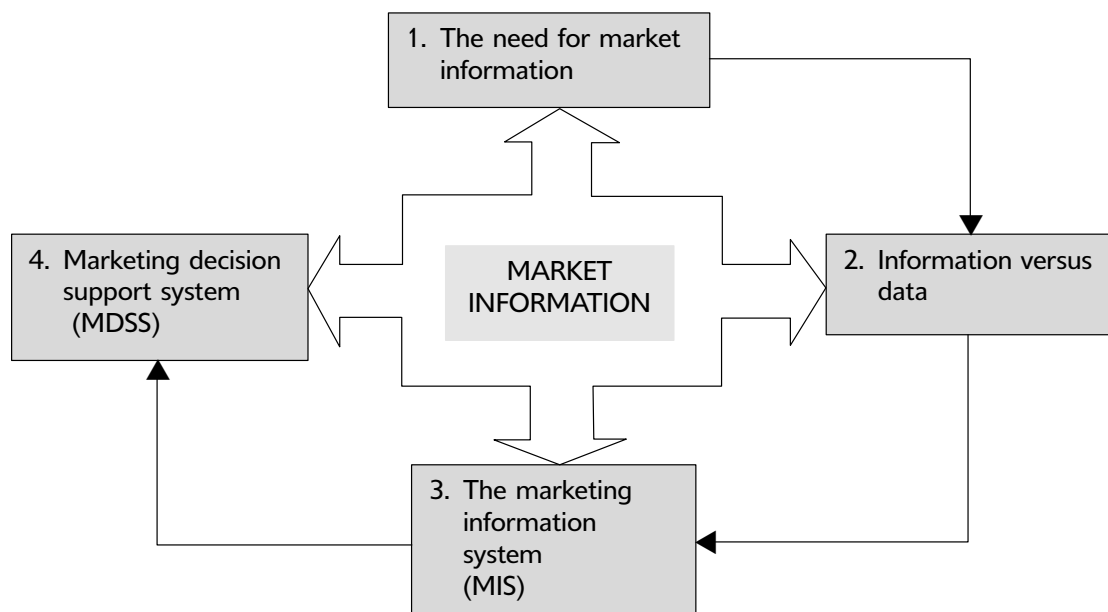 1. The need for market
information
4. Marketing decision
support system
(MDSS)
MARKET
INFORMATION
2. Information versus
data
3. The marketing
information
system
(MIS)